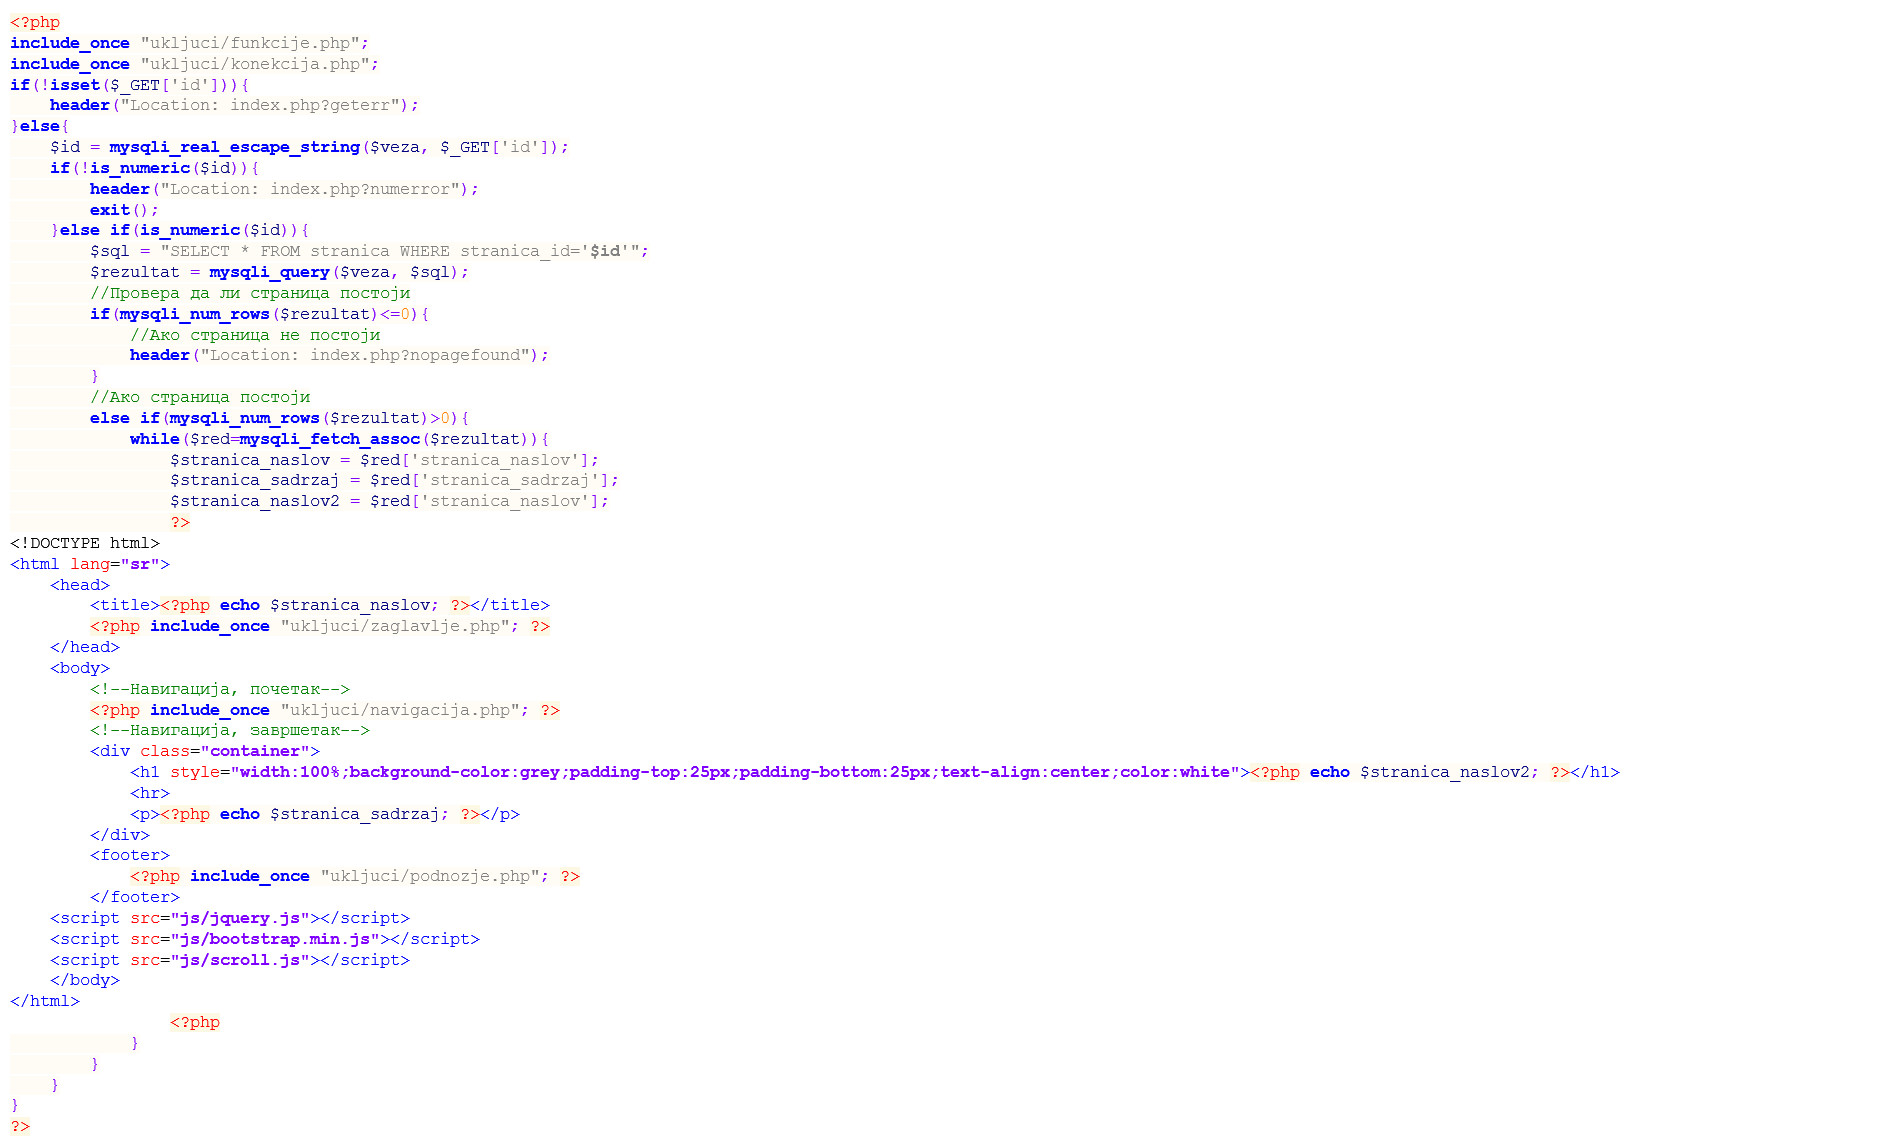 <?php
include_once "ukljuci/funkcije.php";
include_once "ukljuci/konekcija.php";
if(!isset($_GET['id'])){
    header("Location: index.php?geterr");
}else{
    $id = mysqli_real_escape_string($veza, $_GET['id']);
    if(!is_numeric($id)){
        header("Location: index.php?numerror");
        exit();
    }else if(is_numeric($id)){
        $sql = "SELECT * FROM stranica WHERE stranica_id='$id'";
        $rezultat = mysqli_query($veza, $sql);
        //Провера да ли страница постоји
        if(mysqli_num_rows($rezultat)<=0){
            //Ако страница не постоји
            header("Location: index.php?nopagefound");
        }
        //Ако страница постоји
        else if(mysqli_num_rows($rezultat)>0){
            while($red=mysqli_fetch_assoc($rezultat)){
                $stranica_naslov = $red['stranica_naslov'];
                $stranica_sadrzaj = $red['stranica_sadrzaj'];
                $stranica_naslov2 = $red['stranica_naslov'];
                ?>
<!DOCTYPE html>
<html lang="sr">
    <head>
        <title><?php echo $stranica_naslov; ?></title>
        <?php include_once "ukljuci/zaglavlje.php"; ?>
    </head>
    <body>
        <!--Навигација, почетак-->
        <?php include_once "ukljuci/navigacija.php"; ?>
        <!--Навигација, завршетак-->
        <div class="container">
            <h1 style="width:100%;background-color:grey;padding-top:25px;padding-bottom:25px;text-align:center;color:white"><?php echo $stranica_naslov2; ?></h1>
            <hr>
            <p><?php echo $stranica_sadrzaj; ?></p>
        </div>
        <footer>
            <?php include_once "ukljuci/podnozje.php"; ?>
        </footer>
    <script src="js/jquery.js"></script>
    <script src="js/bootstrap.min.js"></script>
    <script src="js/scroll.js"></script>
    </body>
</html>
                <?php
            }
        }
    }
}
?>